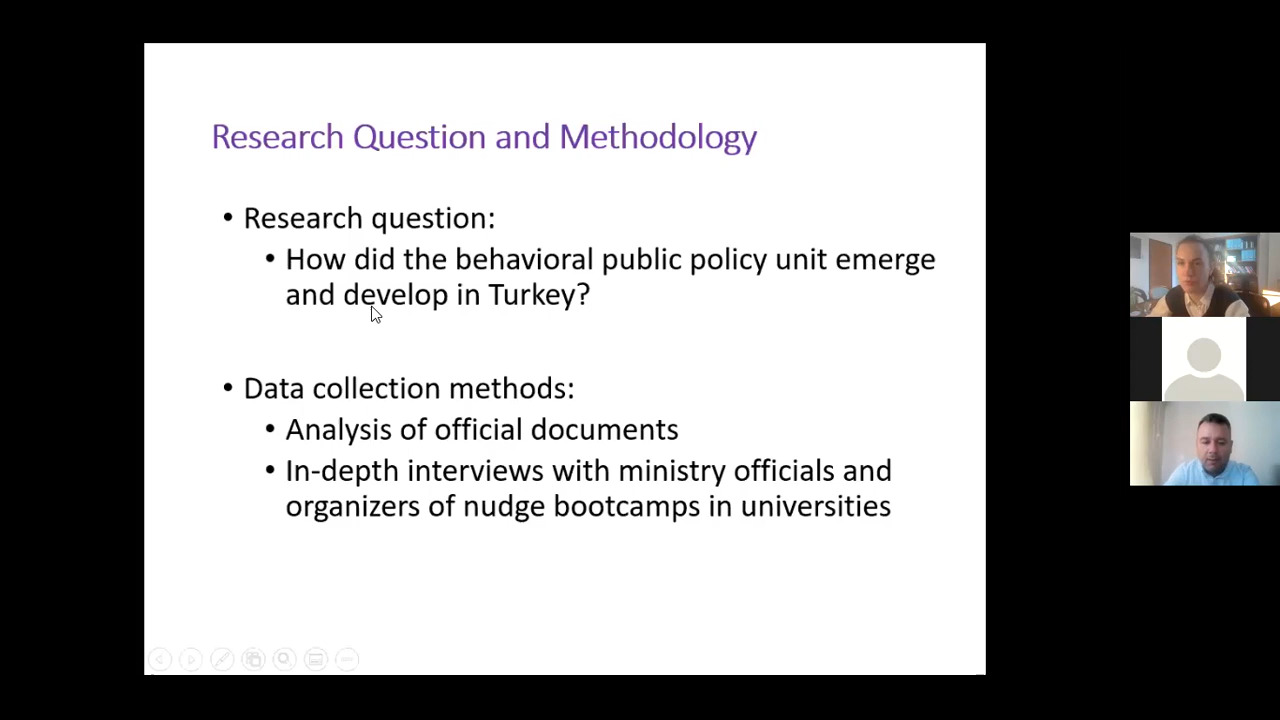 Research Question and Methodology
• Research question:
• How did the behavioral public policy unit emerge
and develop in Turkey?
• Data collection methods:
• Analysis of official documents
• In-depth interviews with ministry officials and
organizers of nudge bootcamps in universities